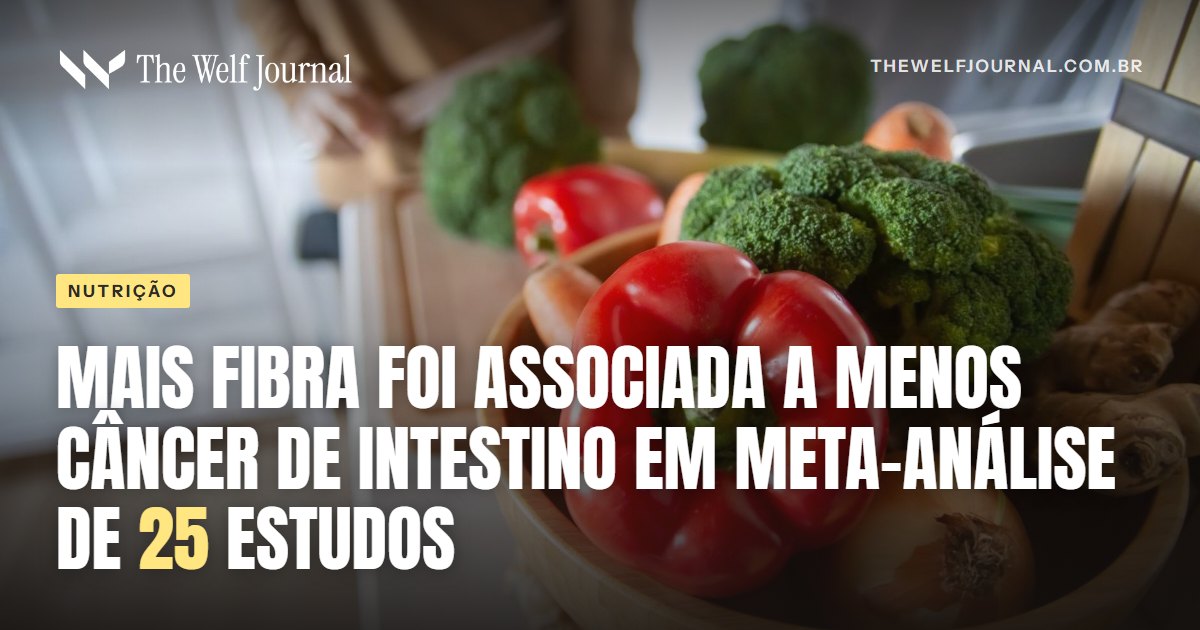 The Welf Journal
THEWELFJOURNAL.COM.BR
NUTRIÇÃO
MAIS FIBRA FOI ASSOCIADA A MENOS
CÂNCER DE INTESTINO EM META-ANÁLISE
DE 25 ESTUDOS